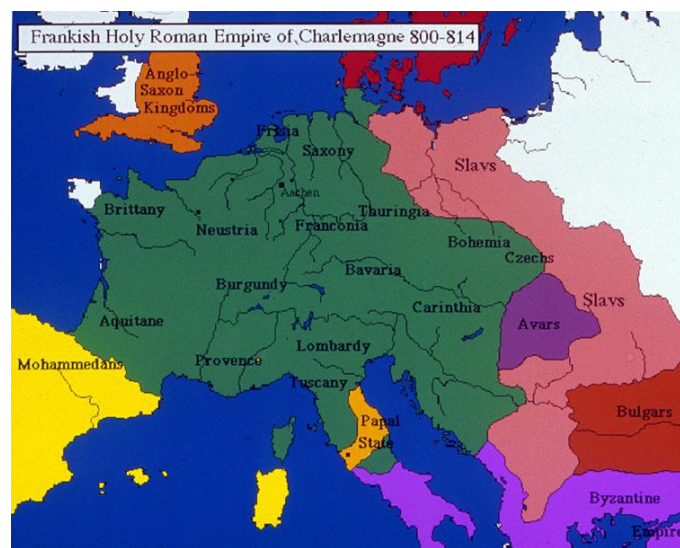 Frankish Holy Roman Empire of Charlemagne 800-814
Anglo-
Saxon
Kingdoms
Frisia
Saxony
Slavs
Aachen
Brittany
Thuringia
Neustria
Franconia
Bohemia
Czechs
Bavaria
Burgundy
Slavs
Carinthia
Aquitane
Avars
Lombardy
Mohammedans
Provence
Tuscany
Bulgars
Papal
State
Byzantine
Empire